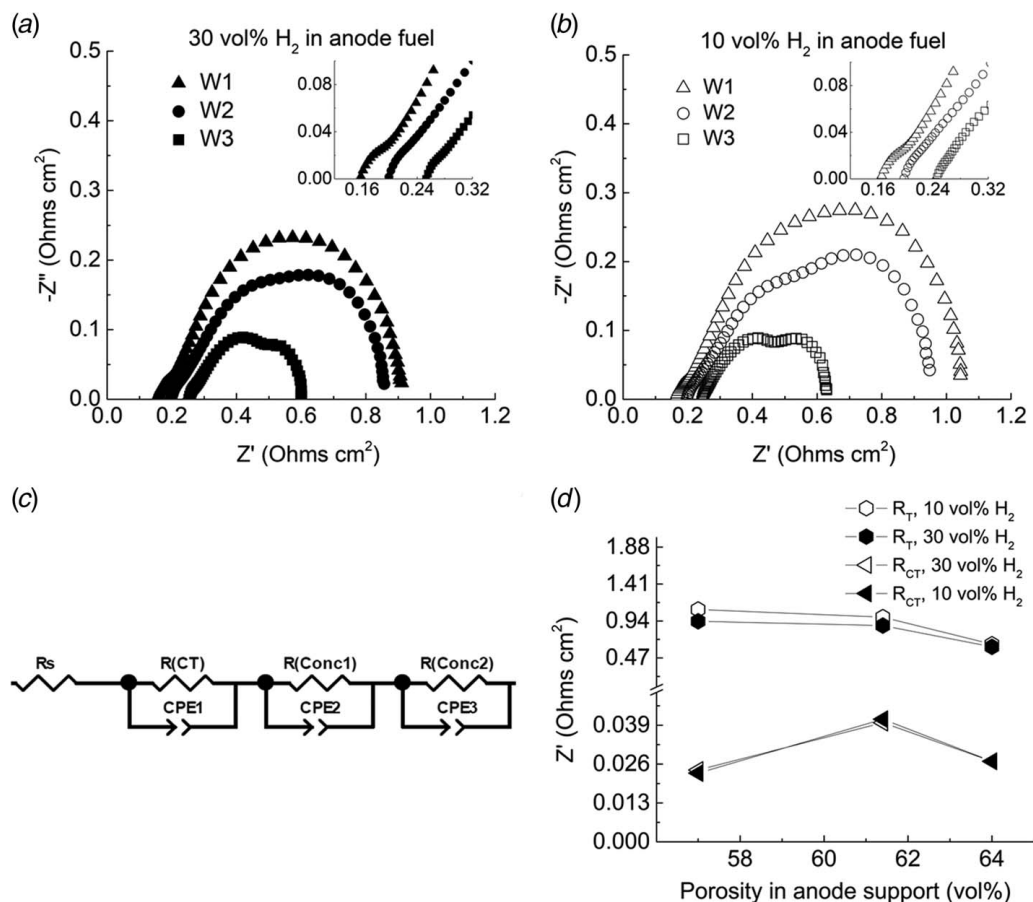 (a)
30 vol% H₂ in anode fuel
W1
W2
W3
0.5
0.4
0.3
0.2
0.1
0.0
-Z" (Ohms cm²)
0.0 0.2 0.4 0.6 0.8 1.0 1.2
Z' (Ohms cm²)
0.08
0.04
0.00
0.16 0.24 0.32
(b)
10 vol% H₂ in anode fuel
W1
W2
W3
0.5
0.4
0.3
0.2
0.1
0.0
-Z" (Ohms cm²)
0.0 0.2 0.4 0.6 0.8 1.0 1.2
Z' (Ohms cm²)
0.08
0.04
0.00
0.16 0.24 0.32
(c)
Rs R(CT) R(Conc1) R(Conc2)
CPE1 CPE2 CPE3
(d)
R_T, 10 vol% H₂
R_T, 30 vol% H₂
R_CT, 30 vol% H₂
R_CT, 10 vol% H₂
1.88
1.41
0.94
0.47
0.039
0.026
0.013
0.000
Z' (Ohms cm²)
58 60 62 64
Porosity in anode support (vol%)